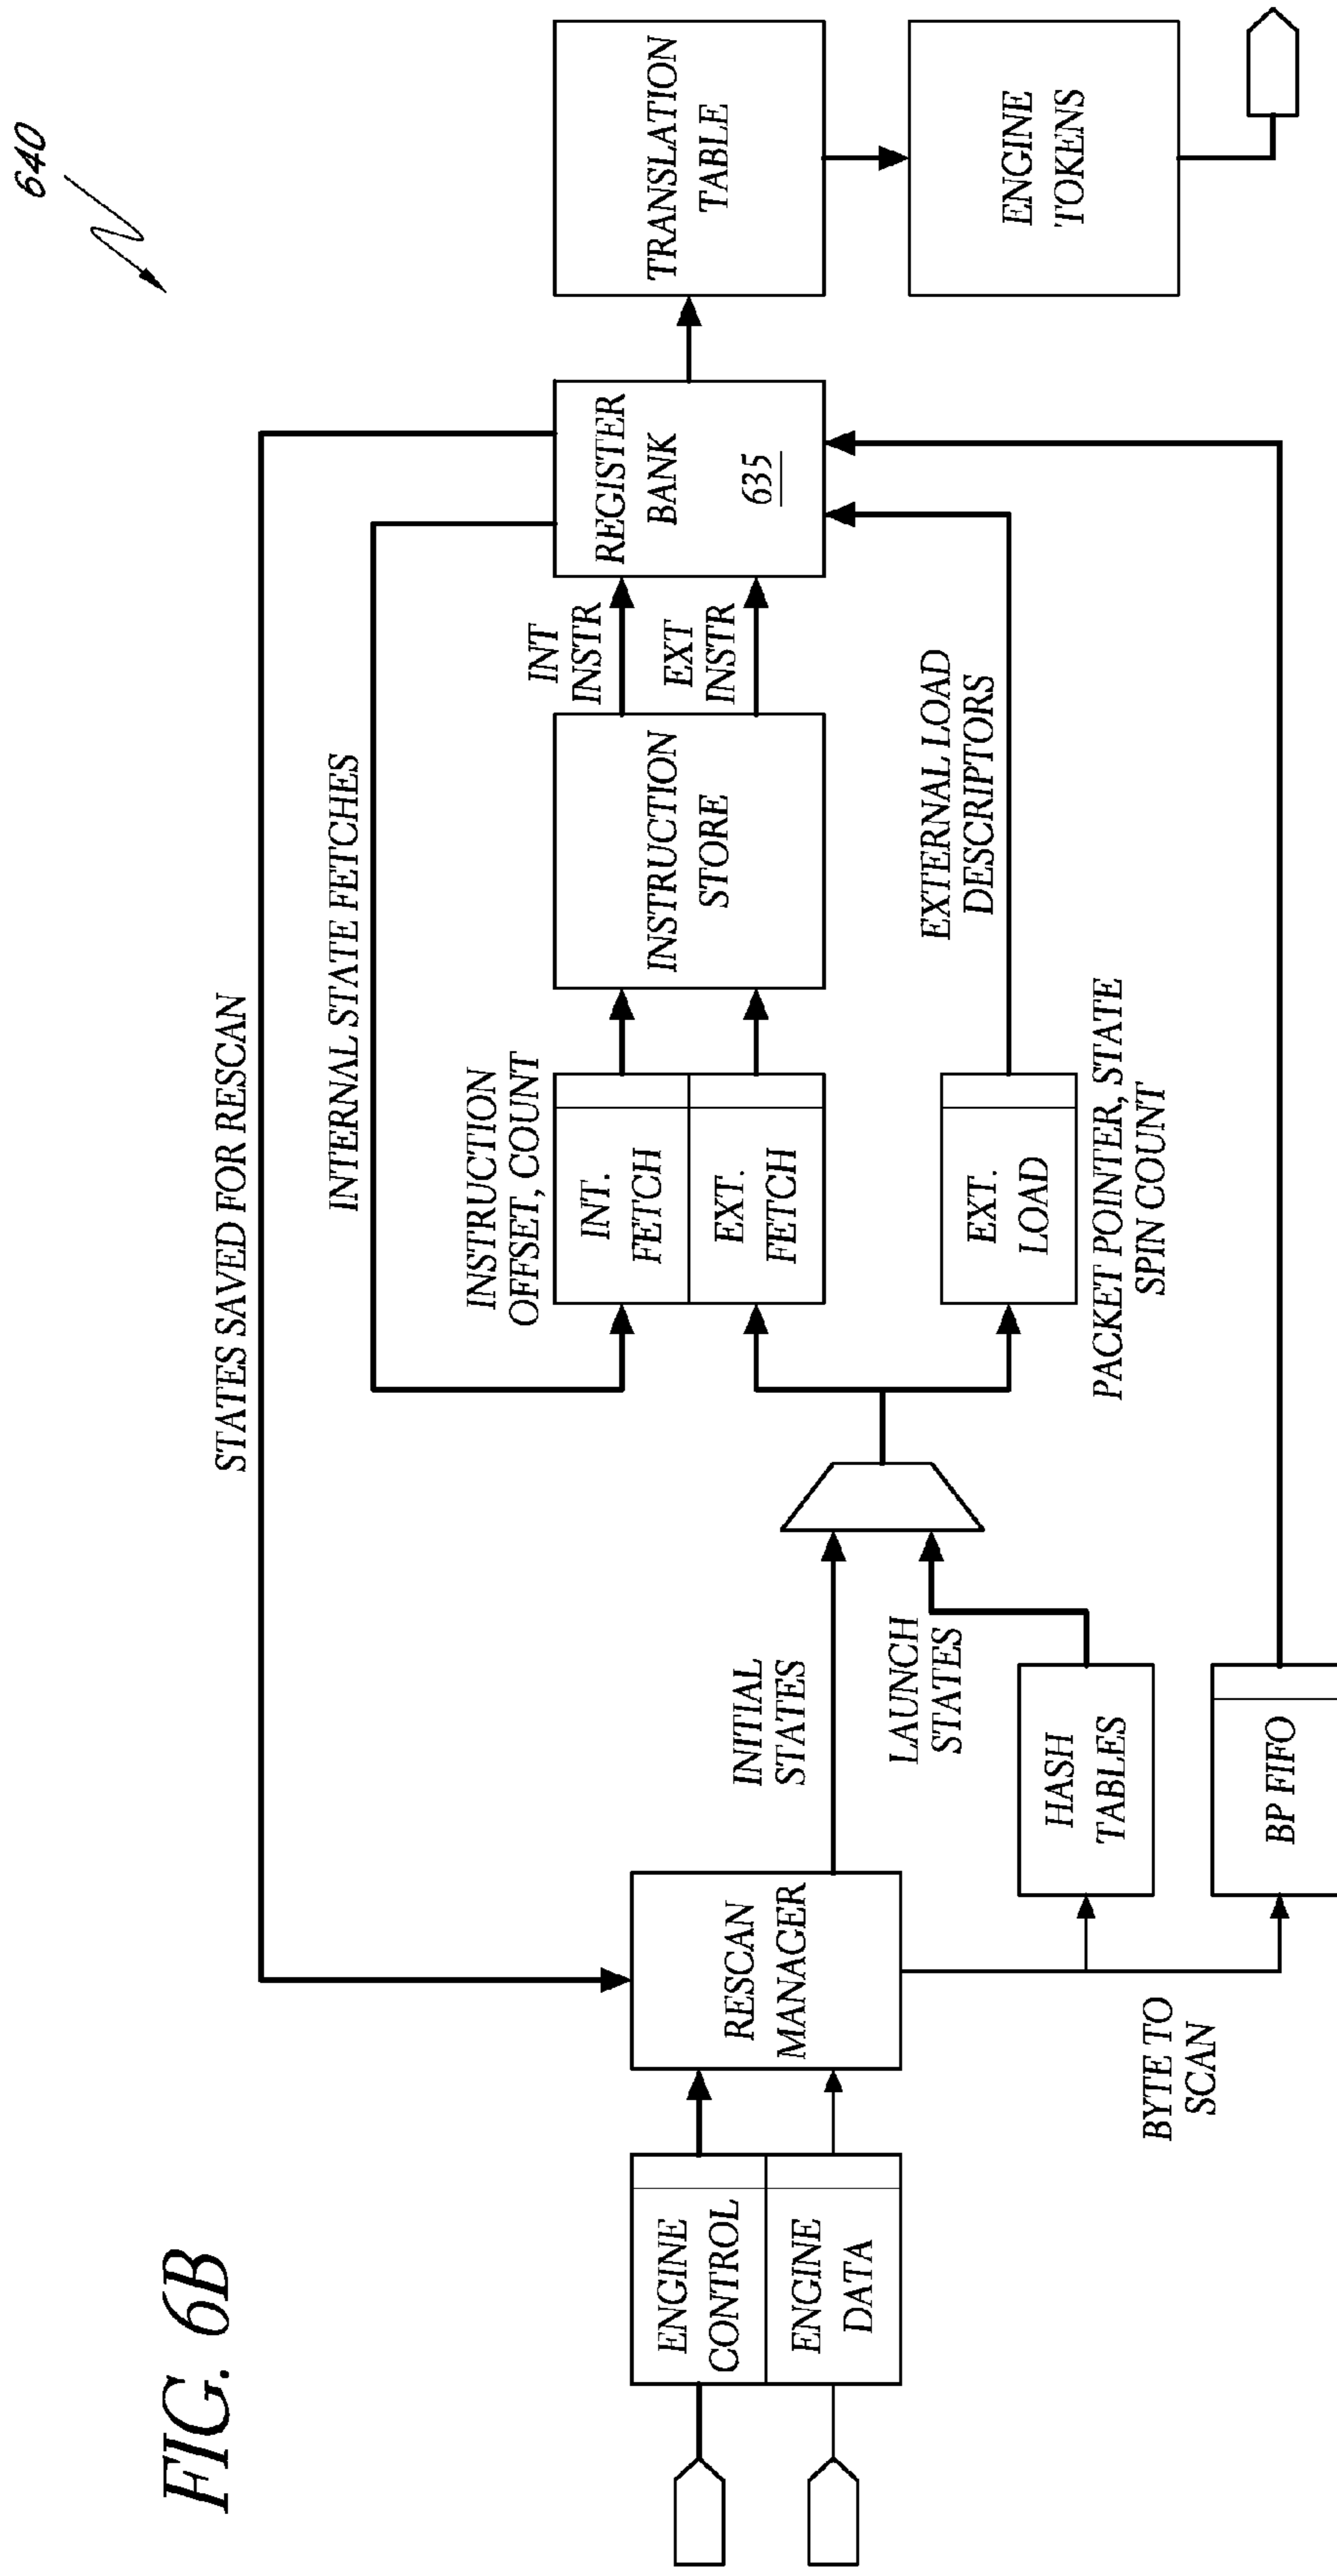 FIG. 6B
640
STATES SAVED FOR RESCAN
INTERNAL STATE FETCHES
ENGINE
CONTROL
ENGINE
DATA
RESCAN
MANAGER
BYTE TO
SCAN
INITIAL
STATES
LAUNCH
STATES
HASH
TABLES
BP FIFO
INSTRUCTION
OFFSET, COUNT
INT.
FETCH
EXT.
FETCH
EXT.
LOAD
PACKET POINTER, STATE
SPIN COUNT
INSTRUCTION
STORE
EXTERNAL LOAD
DESCRIPTORS
INT
INSTR
EXT
INSTR
REGISTER
BANK
635
TRANSLATION
TABLE
ENGINE
TOKENS